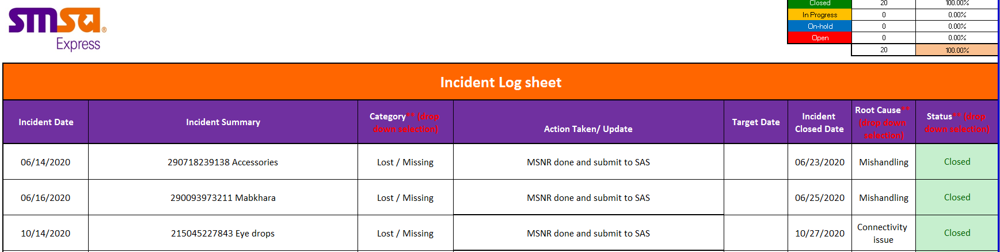 smsa®
Express
Closed 20 100.00%
In Progress 0 0.00%
On-hold 0 0.00%
Open 0 0.00%
20 100.00%
Incident Log sheet
Incident Date
Incident Summary
Category** (drop
down selection)
Action Taken/ Update
Target Date
Incident
Closed Date
Root Cause**
(drop down
selection)
Status** (drop
down selection)
06/14/2020 290718239138 Accessories Lost / Missing MSNR done and submit to SAS 06/23/2020 Mishandling Closed
06/16/2020 290093973211 Mabkhara Lost / Missing MSNR done and submit to SAS 06/25/2020 Mishandling Closed
10/14/2020 215045227843 Eye drops Lost / Missing MSNR done and submit to SAS 10/27/2020 Connectivity
issue Closed